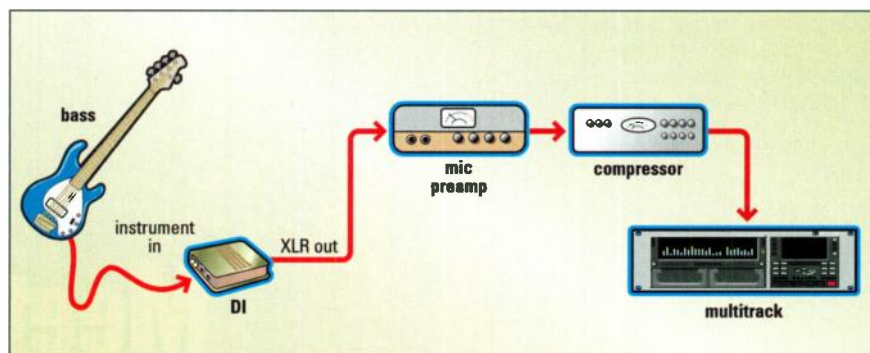 bass
instrument
in
DI
XLR out
mic
preamp
compressor
multitrack